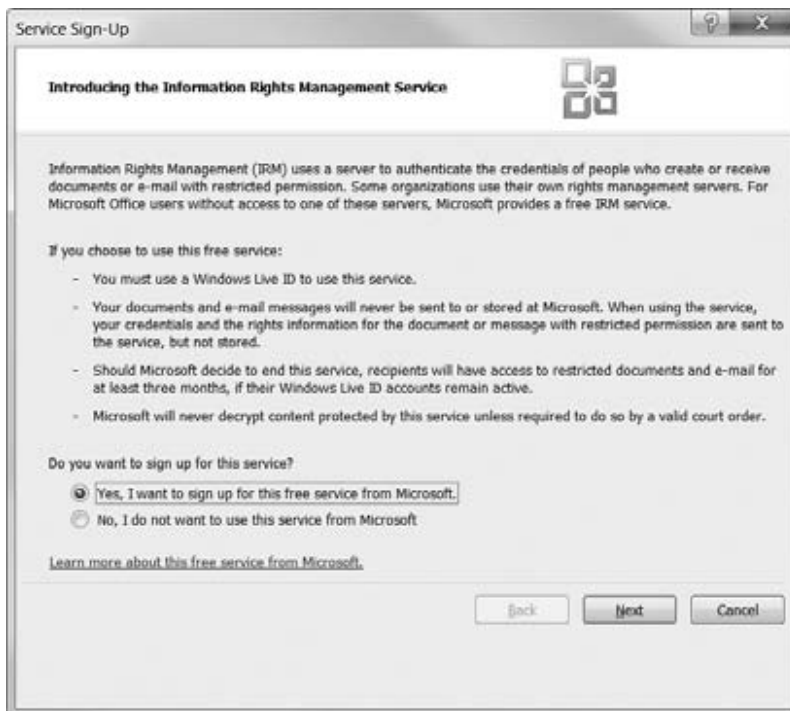 Service Sign-Up
Introducing the Information Rights Management Service
Information Rights Management (IRM) uses a server to authenticate the credentials of people who create or receive
documents or e-mail with restricted permission. Some organizations use their own rights management servers. For
Microsoft Office users without access to one of these servers, Microsoft provides a free IRM service.
If you choose to use this free service:
- You must use a Windows Live ID to use this service.
- Your documents and e-mail messages will never be sent to or stored at Microsoft. When using the service,
your credentials and the rights information for the document or message with restricted permission are sent to
the service, but not stored.
- Should Microsoft decide to end this service, recipients will have access to restricted documents and e-mail for
at least three months, if their Windows Live ID accounts remain active.
- Microsoft will never decrypt content protected by this service unless required to do so by a valid court order.
Do you want to sign up for this service?
Yes, I want to sign up for this free service from Microsoft.
No, I do not want to use this service from Microsoft
Learn more about this free service from Microsoft.
Back Next Cancel